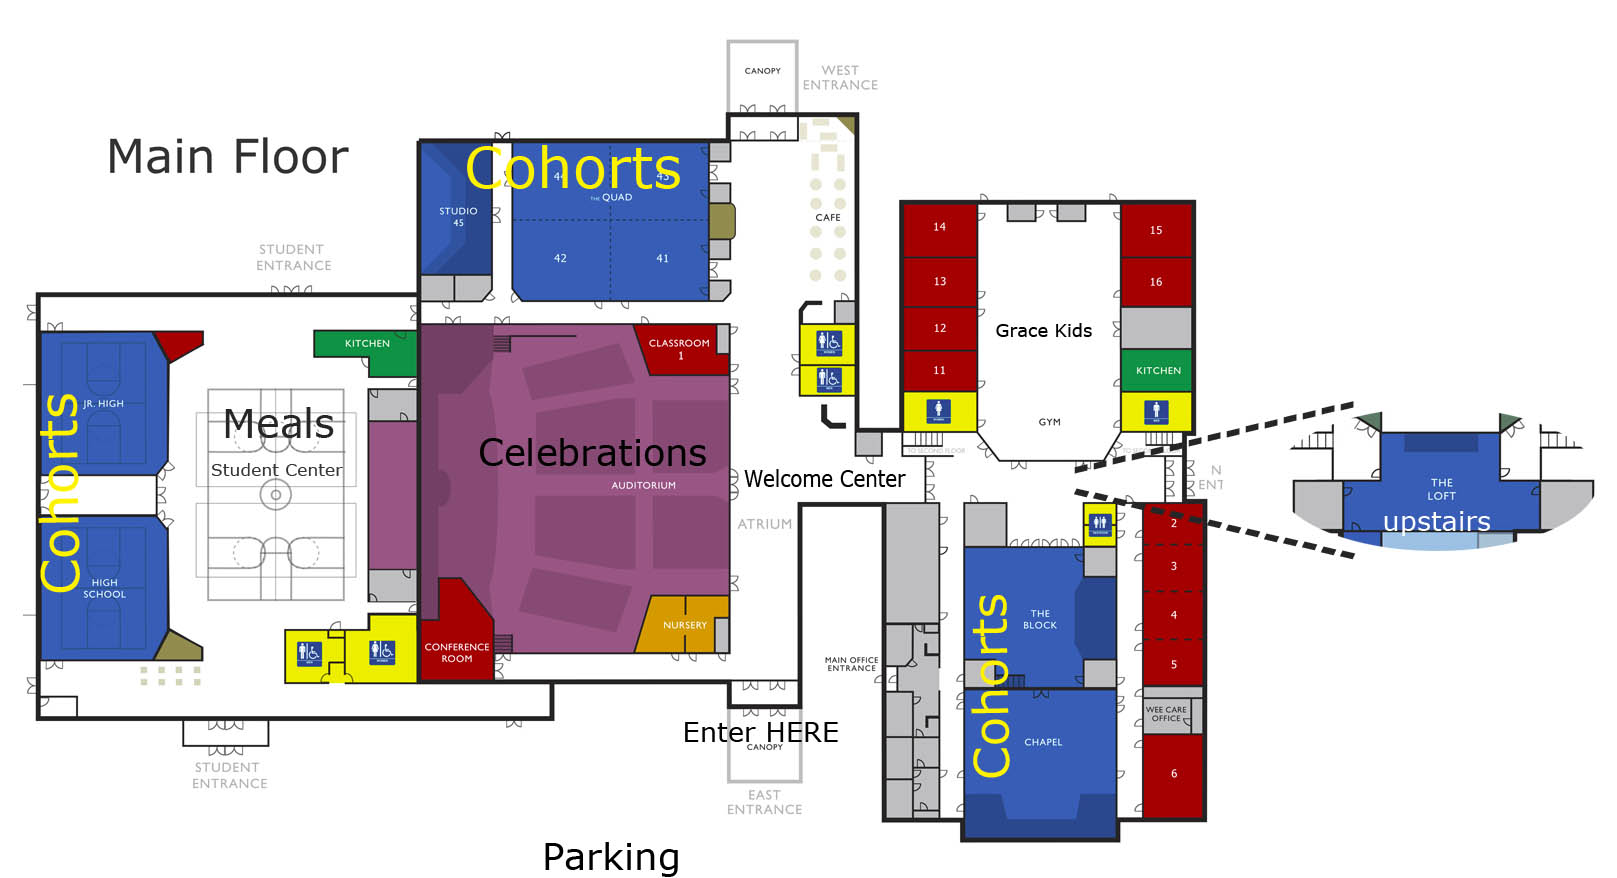 Main Floor
CANOPY
WEST
ENTRANCE
Cohorts
44
43
THE QUAD
STUDIO
45
42
41
CAFE
STUDENT
ENTRANCE
KITCHEN
CLASSROOM
1
JR. HIGH
Cohorts
HIGH
SCHOOL
Meals
Student Center
Celebrations
AUDITORIUM
Welcome Center
ATRIUM
NURSERY
CONFERENCE
ROOM
14
13
12
11
Grace Kids
GYM
15
16
KITCHEN
TO SECOND FLOOR
N
ENT
THE
LOFT
upstairs
2
3
4
5
WEE CARE
OFFICE
6
THE
BLOCK
Cohorts
CHAPEL
MAIN OFFICE
ENTRANCE
Enter HERE
CANOPY
EAST
ENTRANCE
STUDENT
ENTRANCE
Parking